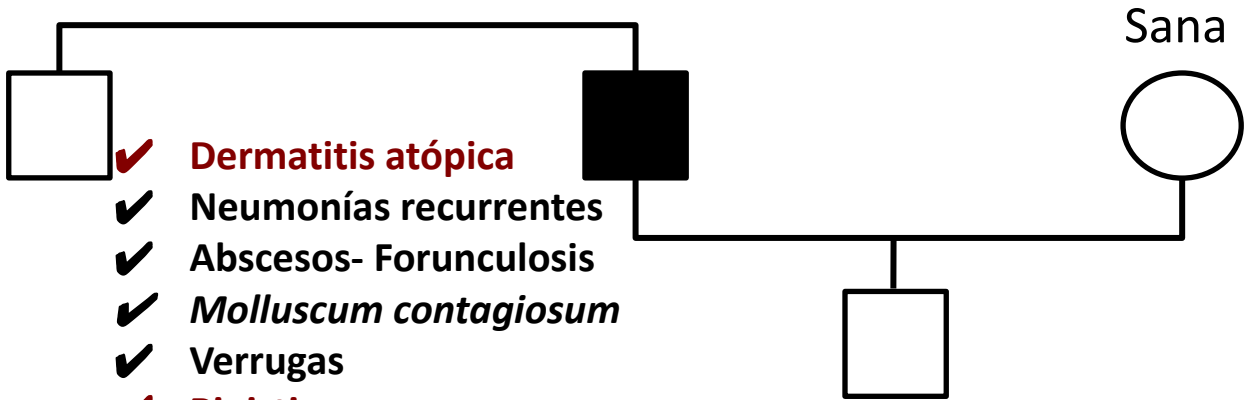 Sana
✔ Dermatitis atópica
✔ Neumonías recurrentes
✔ Abscesos- Forunculosis
✔ Molluscum contagiosum
✔ Verrugas